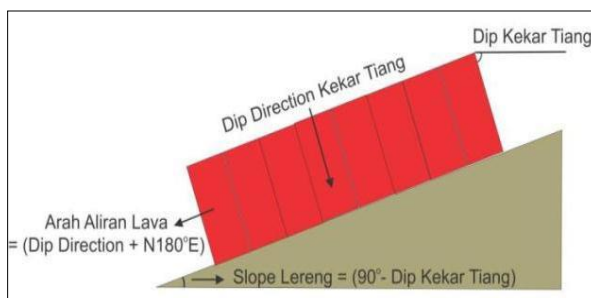 Dip Kekar Tiang
Dip Direction Kekar Tiang
Arah Aliran Lava
= (Dip Direction + N180°E)
Slope Lereng = (90°- Dip Kekar Tiang)